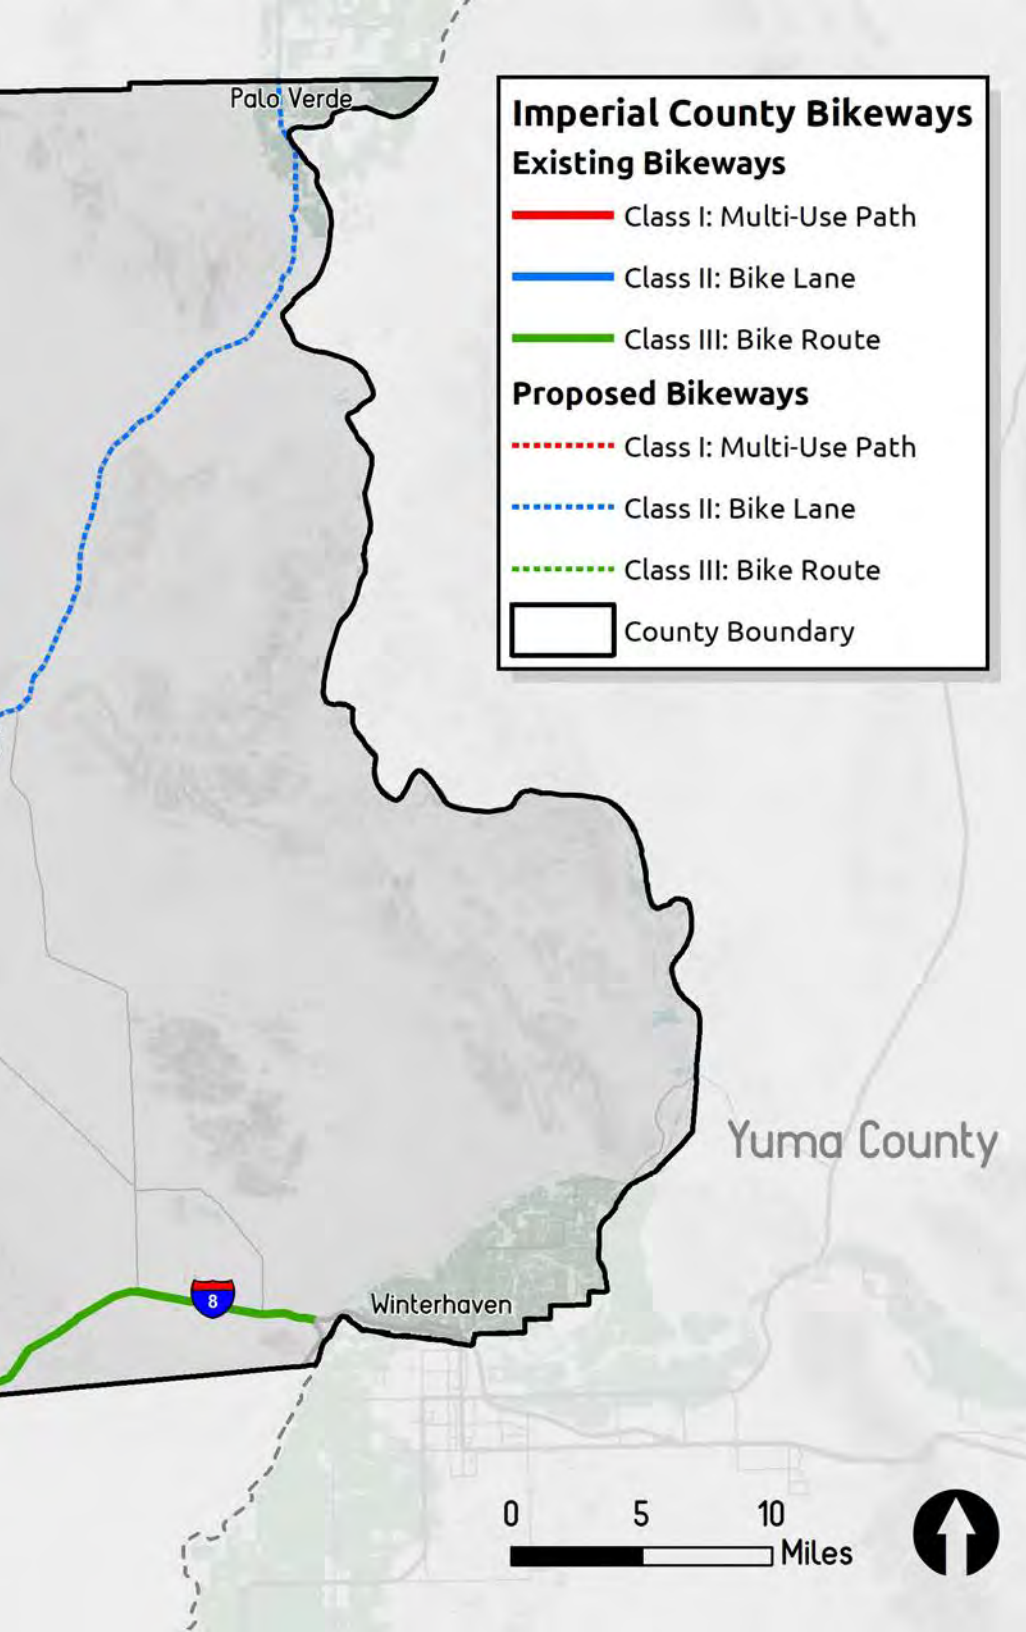 Palo Verde
Imperial County Bikeways
Existing Bikeways
Class I: Multi-Use Path
Class II: Bike Lane
Class III: Bike Route
Proposed Bikeways
Class I: Multi-Use Path
Class II: Bike Lane
Class III: Bike Route
County Boundary
Yuma County
8
Winterhaven
0 5 10
Miles